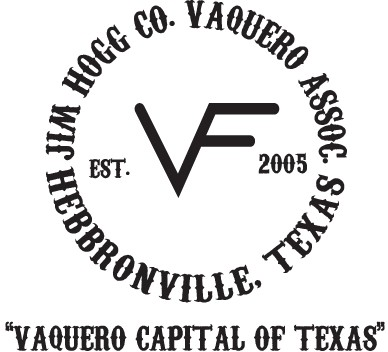 JIM HOGG CO. VAQUERO ASSOC.
VF
EST. 2005
HEBBRONVILLE, TEXAS
“VAQUERO CAPITAL OF TEXAS”